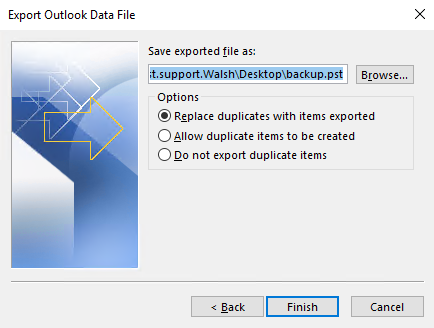 Export Outlook Data File
Save exported file as:
t.support.Walsh\Desktop\backup.pst
Browse...
Options
Replace duplicates with items exported
Allow duplicate items to be created
Do not export duplicate items
< Back
Finish
Cancel